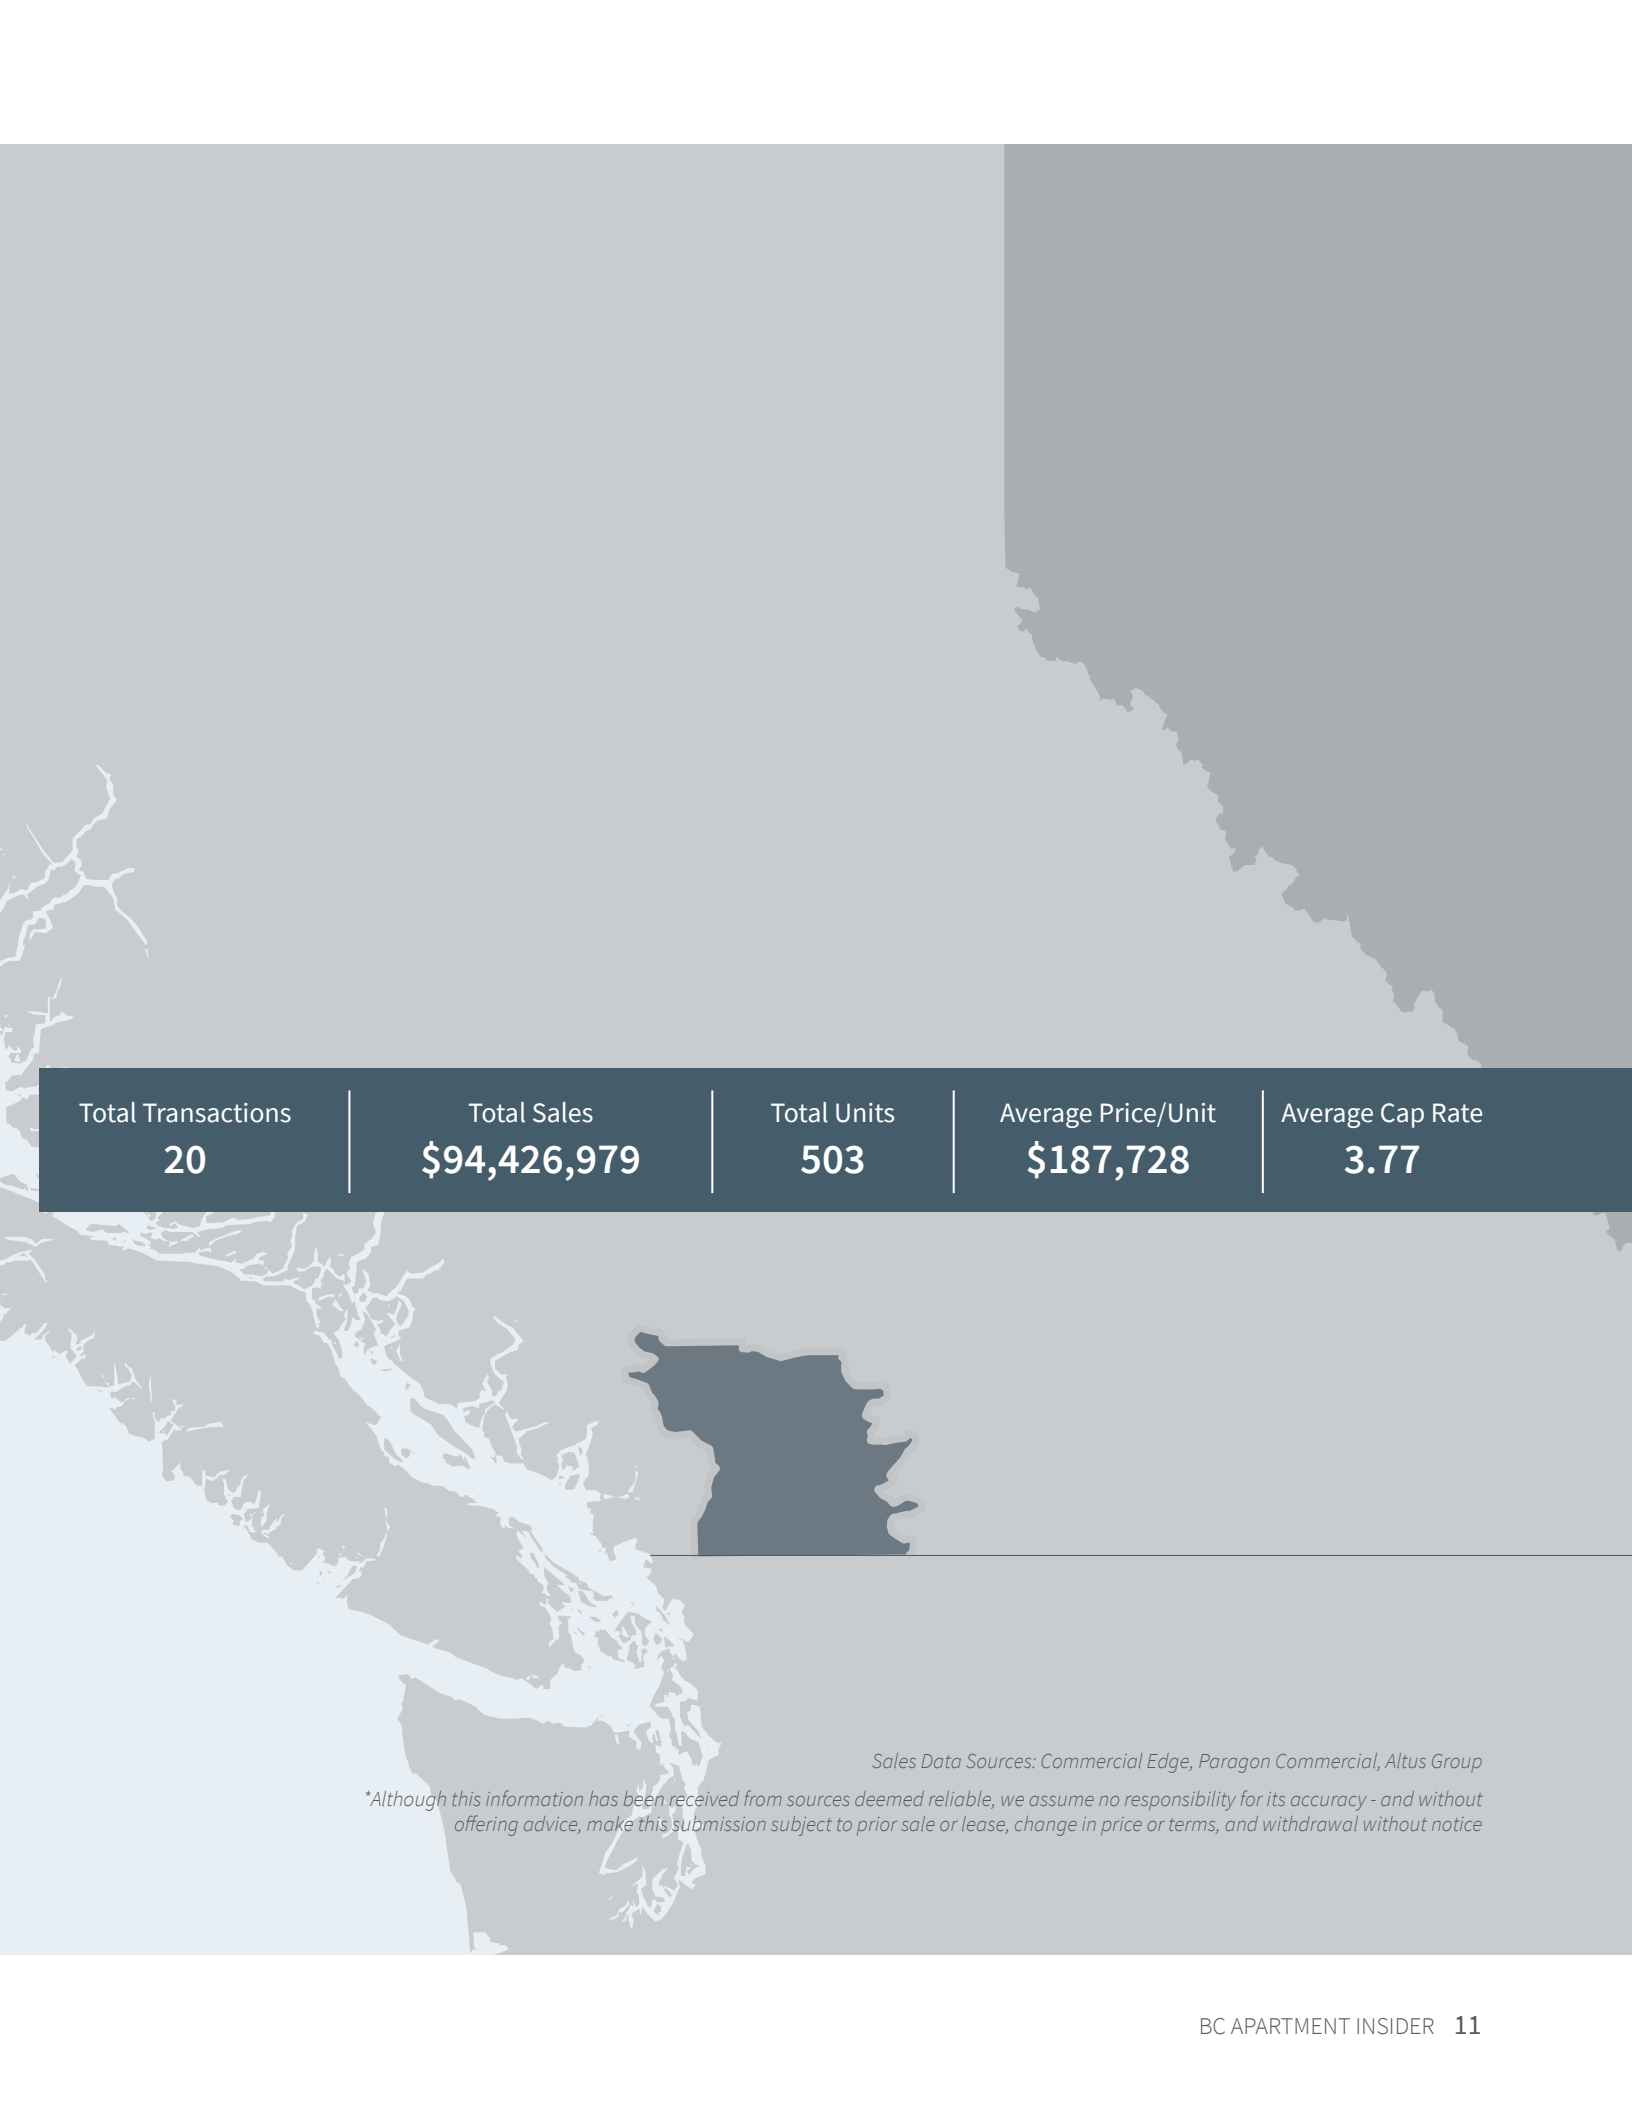 Total Transactions
20
Total Sales
$94,426,979
Total Units
503
Average Price/Unit
$187,728
Average Cap Rate
3.77
Sales Data Sources: Commercial Edge, Paragon Commercial, Altus Group
*Although this information has been received from sources deemed reliable, we assume no responsibility for its accuracy - and without
offering advice, make this submission subject to prior sale or lease, change in price or terms, and withdrawal without notice
BC APARTMENT INSIDER 11